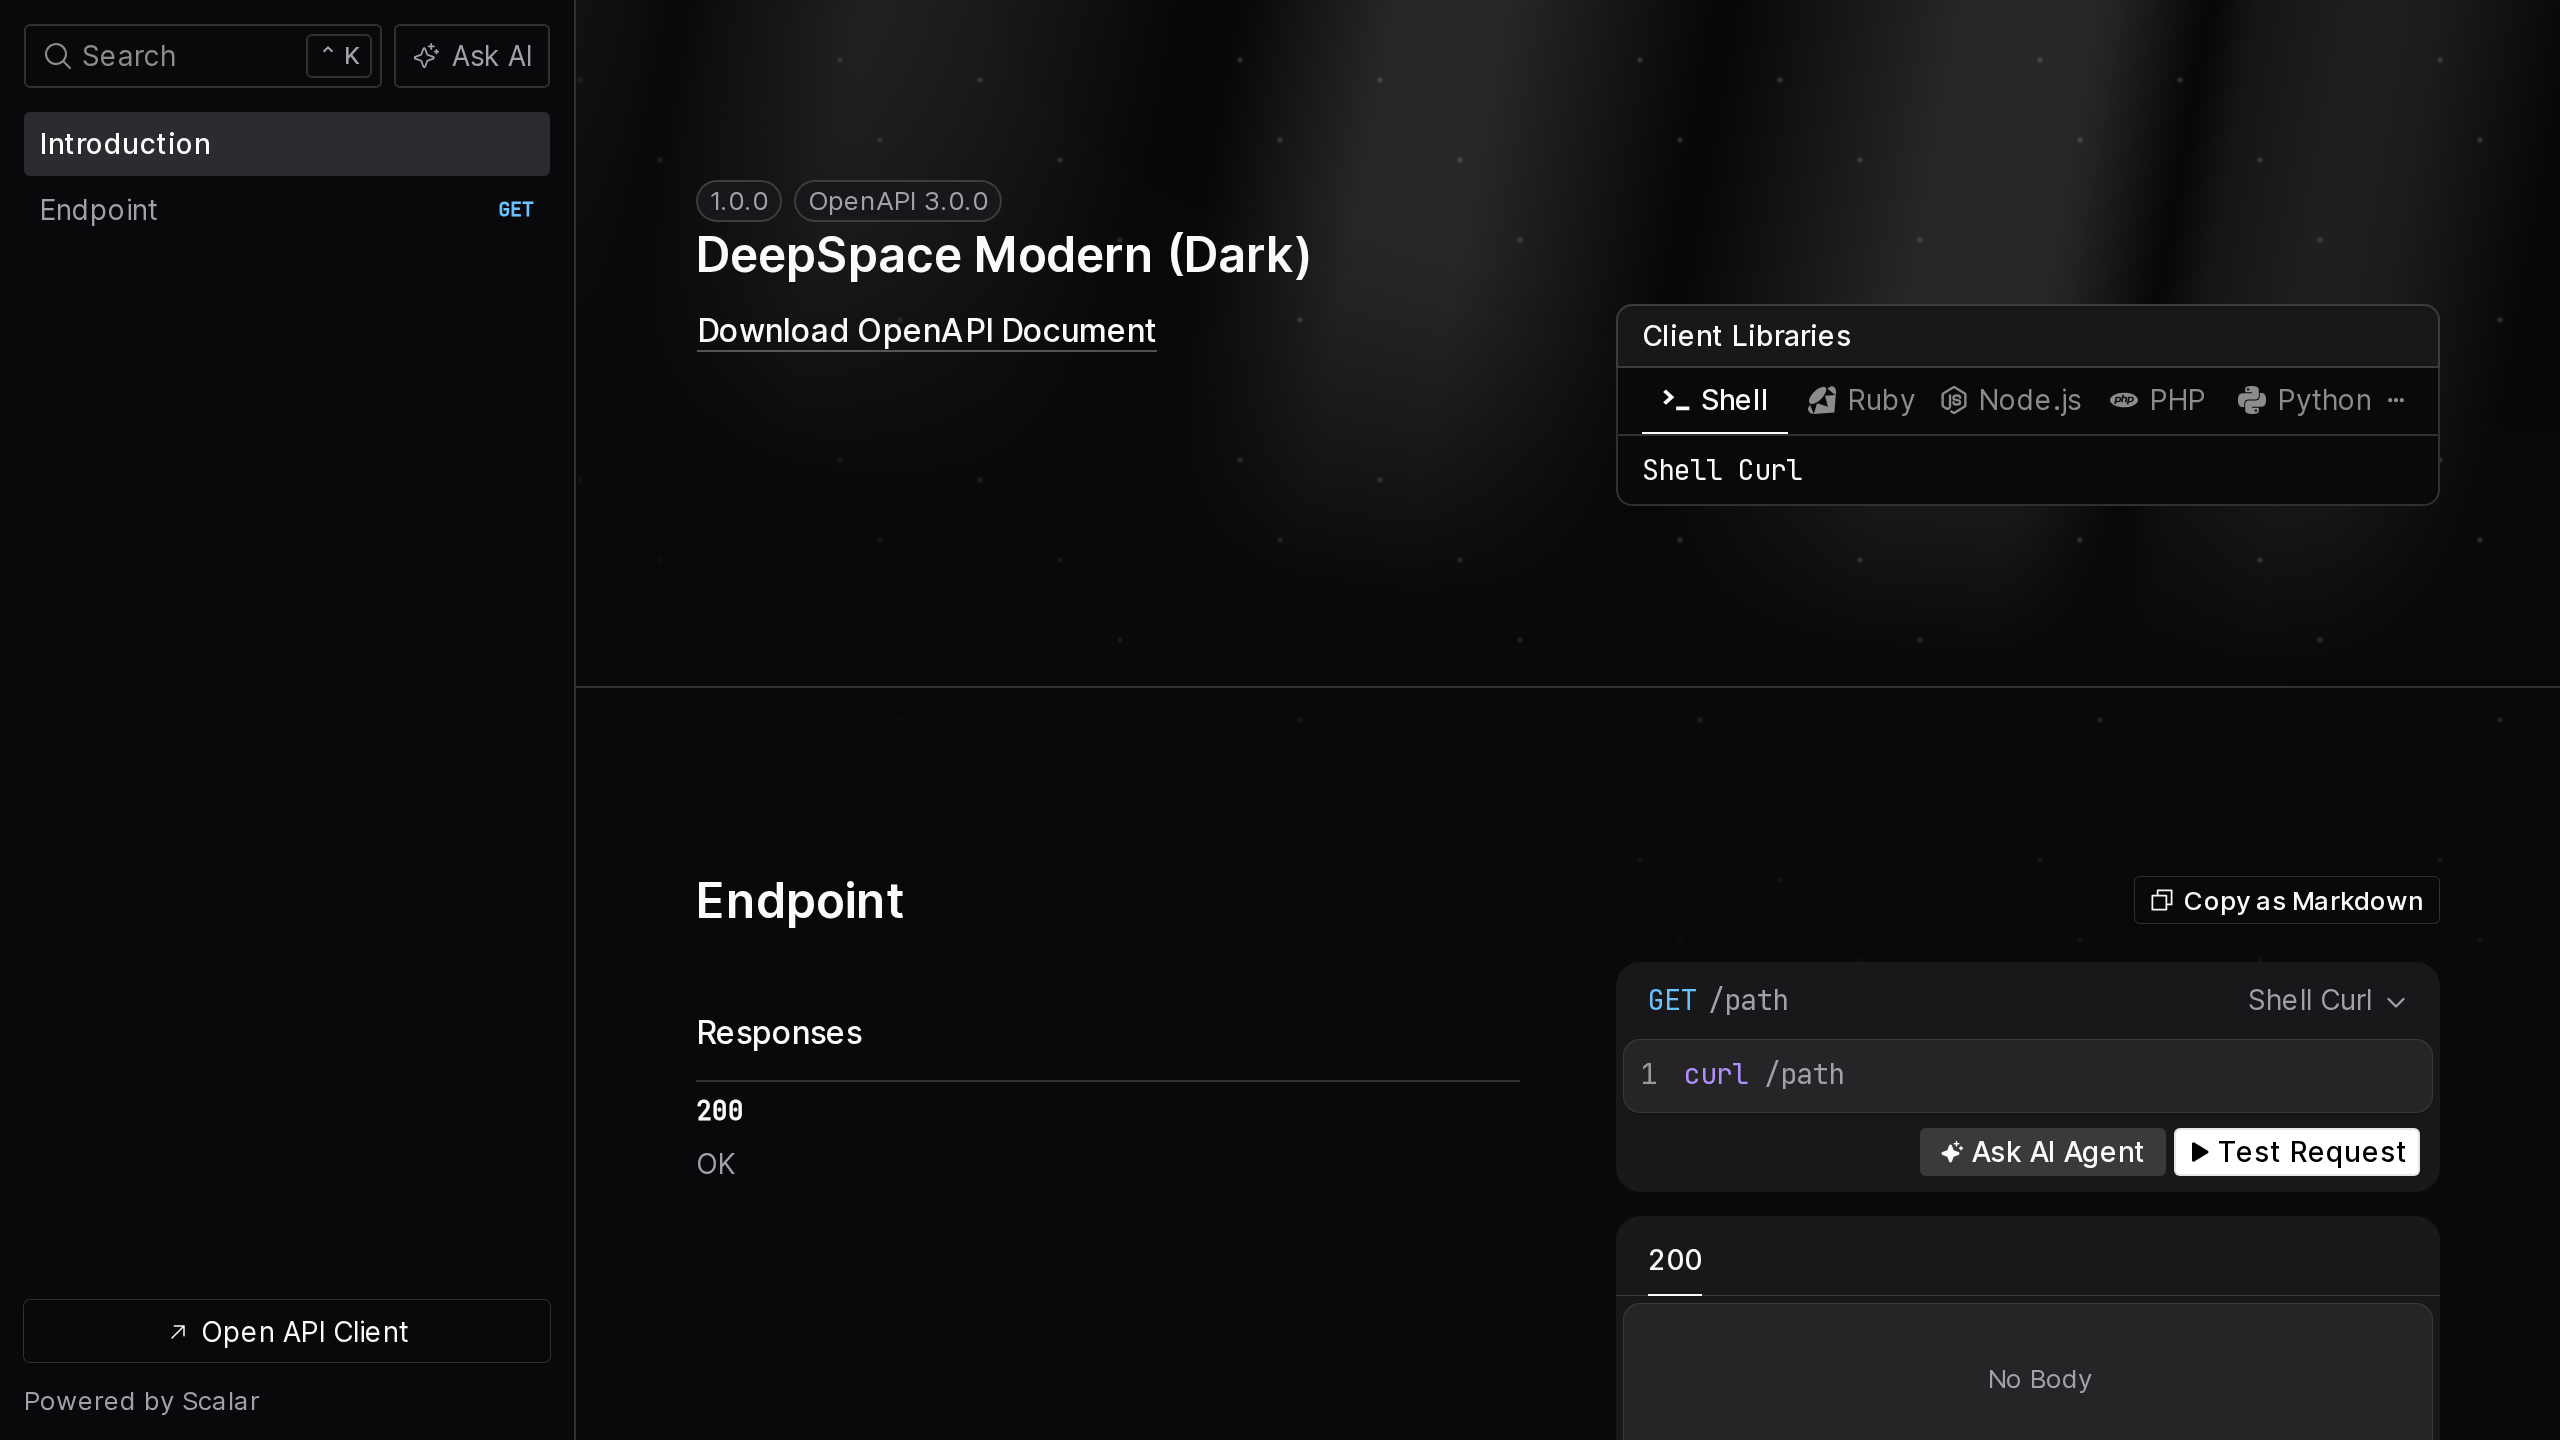 Search
⌃ K
Ask AI
Introduction
Endpoint
GET
Open API Client
Powered by Scalar
1.0.0
OpenAPI 3.0.0
DeepSpace Modern (Dark)
Download OpenAPI Document
Client Libraries
Shell
Ruby
JS
Node.js
php
PHP
Python
Shell Curl
Endpoint
Copy as Markdown
Responses
200
OK
GET /path
Shell Curl
1 curl /path
Ask AI Agent
Test Request
200
No Body